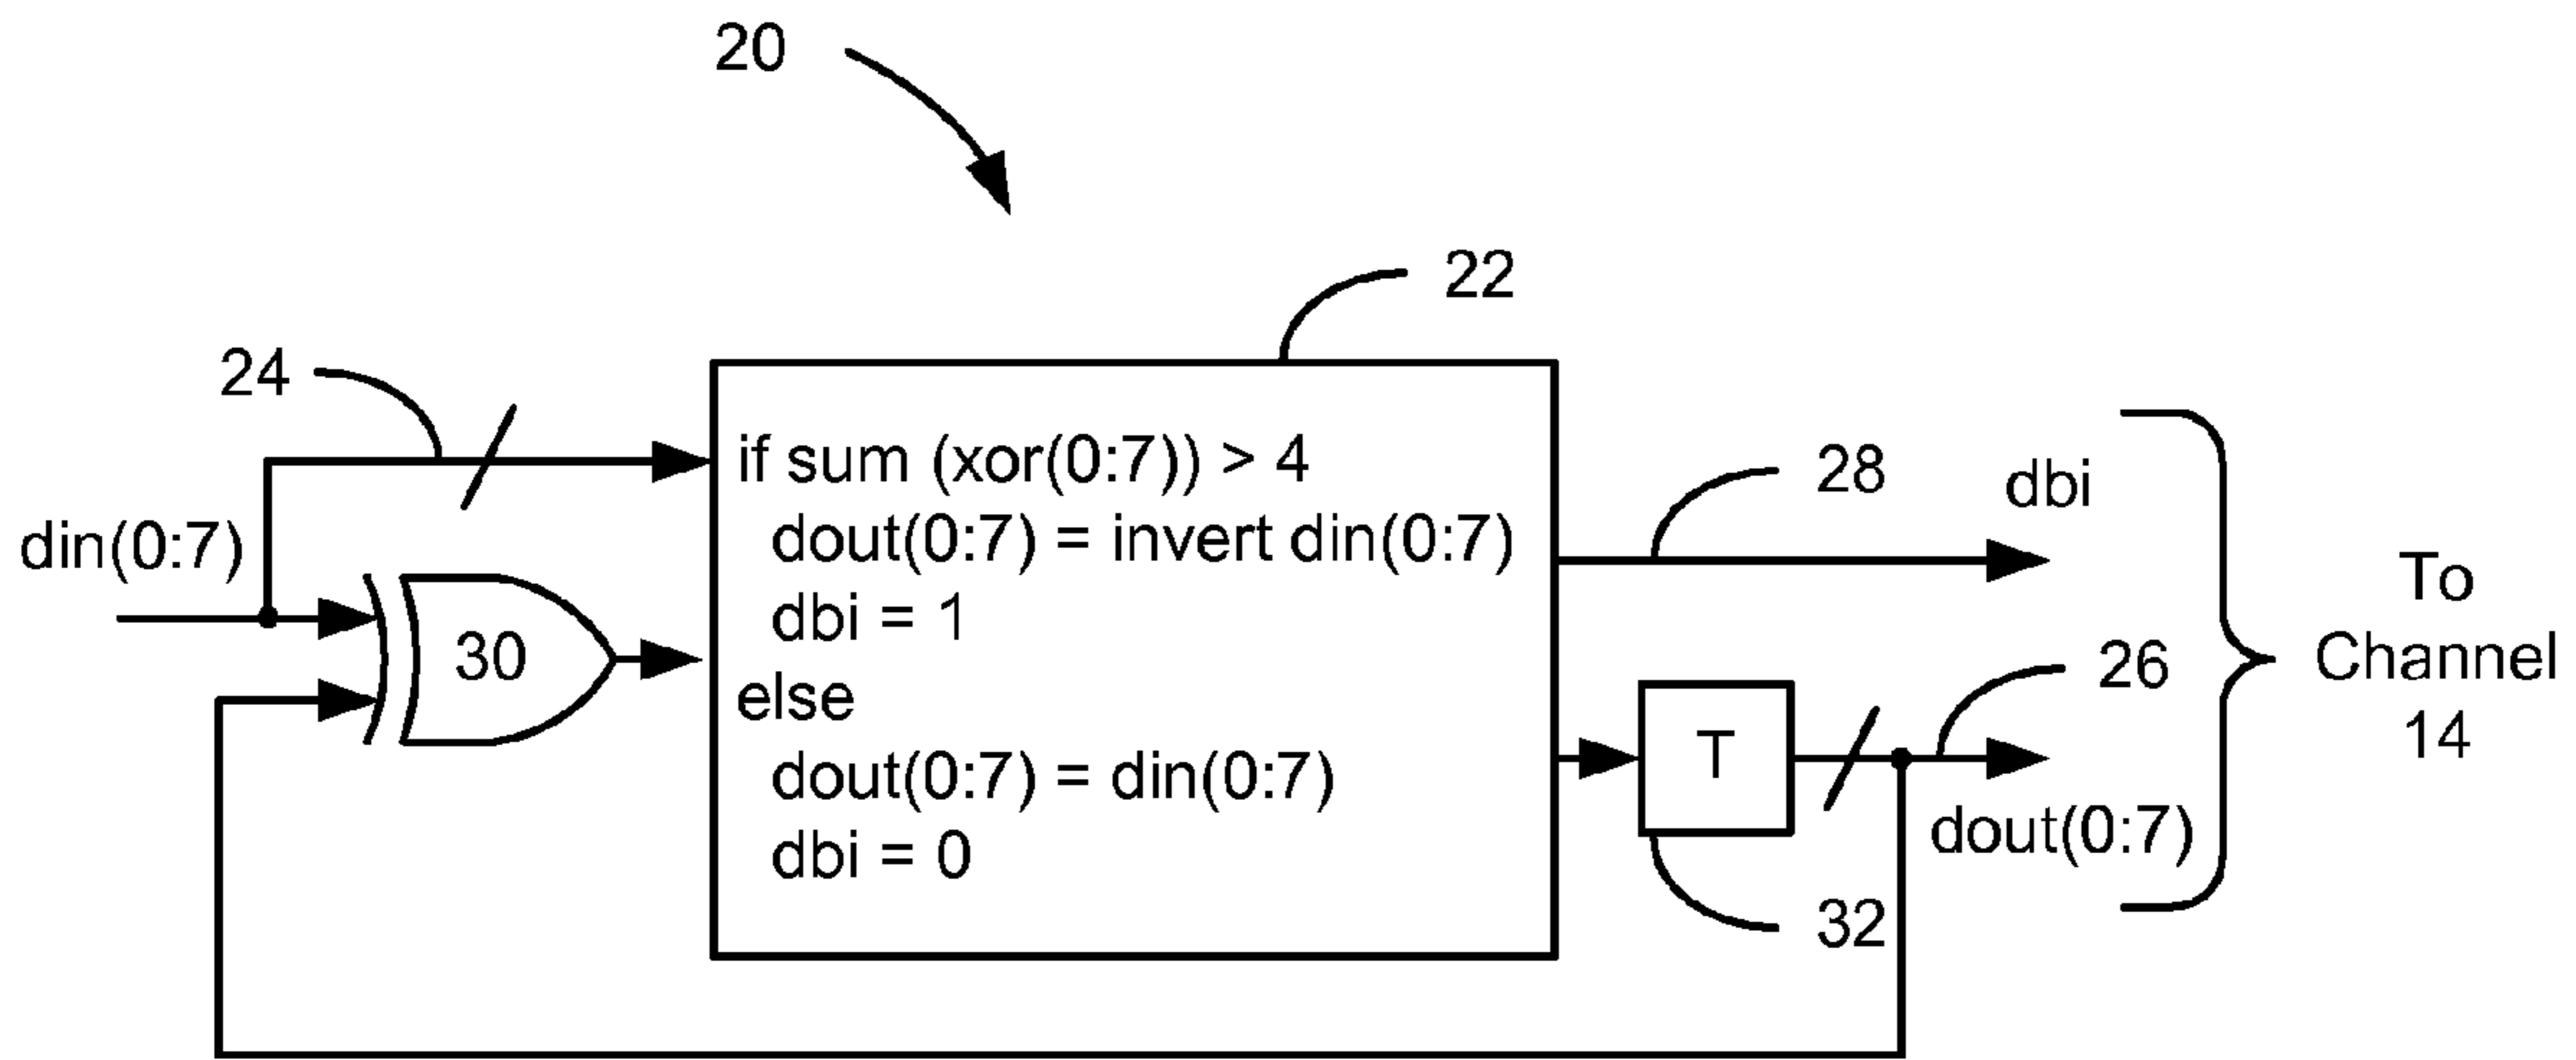 20
22
24
din(0:7)
30
if sum (xor(0:7)) > 4
dout(0:7) = invert din(0:7)
dbi = 1
else
dout(0:7) = din(0:7)
dbi = 0
28
dbi
T
32
26
dout(0:7)
To
Channel
14